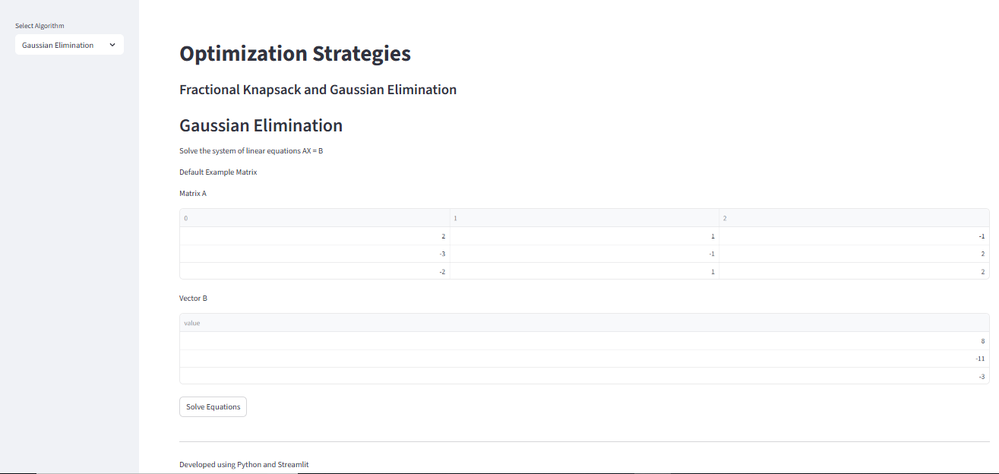 Select Algorithm
Gaussian Elimination
Optimization Strategies
Fractional Knapsack and Gaussian Elimination
Gaussian Elimination
Solve the system of linear equations AX = B
Default Example Matrix
Matrix A
0 1 2
2 1 -1
-3 -1 2
-2 1 2
Vector B
value
8
-11
-3
Solve Equations
Developed using Python and Streamlit